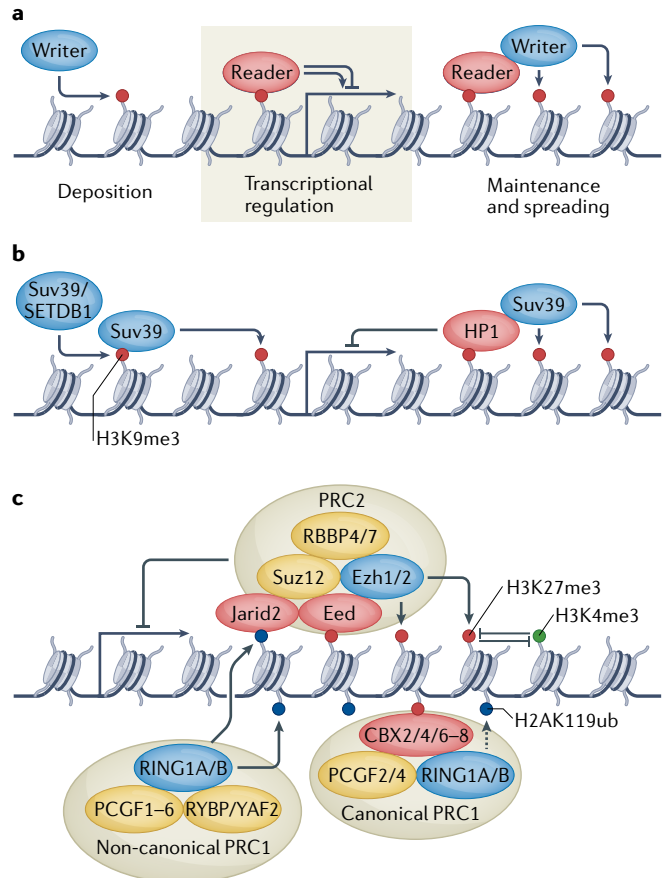 a
Writer
Reader
Reader
Writer
Deposition
Transcriptional
regulation
Maintenance
and spreading
b
Suv39/
SETDB1
Suv39
HP1
Suv39
H3K9me3
c
PRC2
RBBP4/7
Suz12
Ezh1/2
Jarid2
Eed
H3K27me3
H3K4me3
H2AK119ub
RING1A/B
PCGF1–6
RYBP/YAF2
Non-canonical PRC1
CBX2/4/6–8
PCGF2/4
RING1A/B
Canonical PRC1